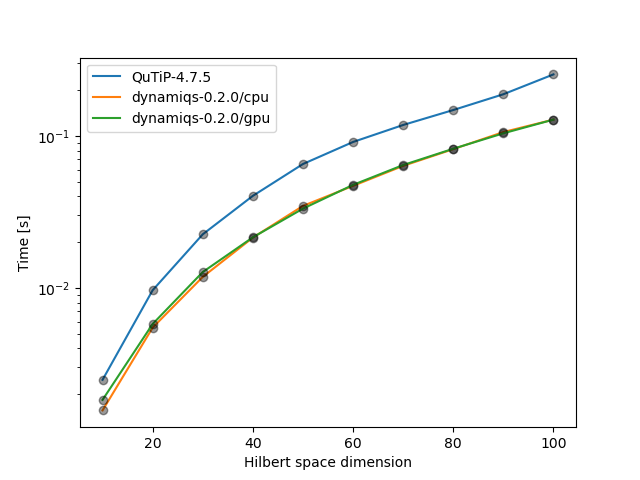 QuTiP-4.7.5
dynamiqs-0.2.0/cpu
dynamiqs-0.2.0/gpu
Time [s]
10⁻¹
10⁻²
20 40 60 80 100
Hilbert space dimension